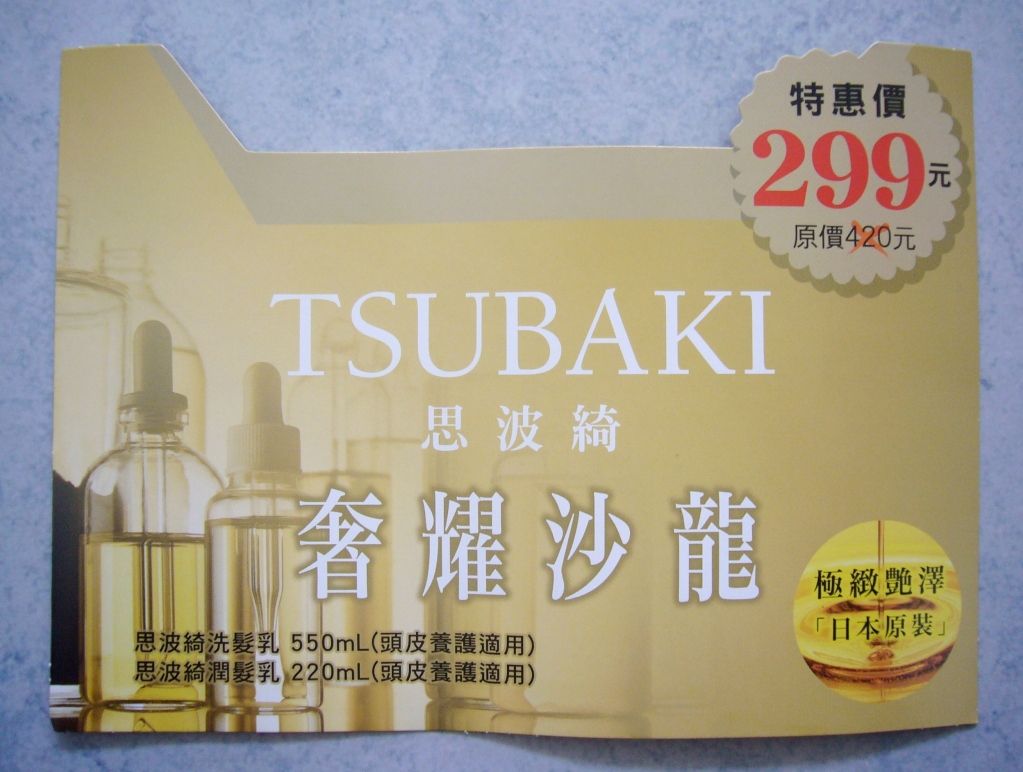 特惠價
299元
原價420元
TSUBAKI
思波綺
奢耀沙龍
極緻艷澤
「日本原裝」
思波綺洗髮乳 550mL(頭皮養護適用)
思波綺潤髮乳 220mL(頭皮養護適用)